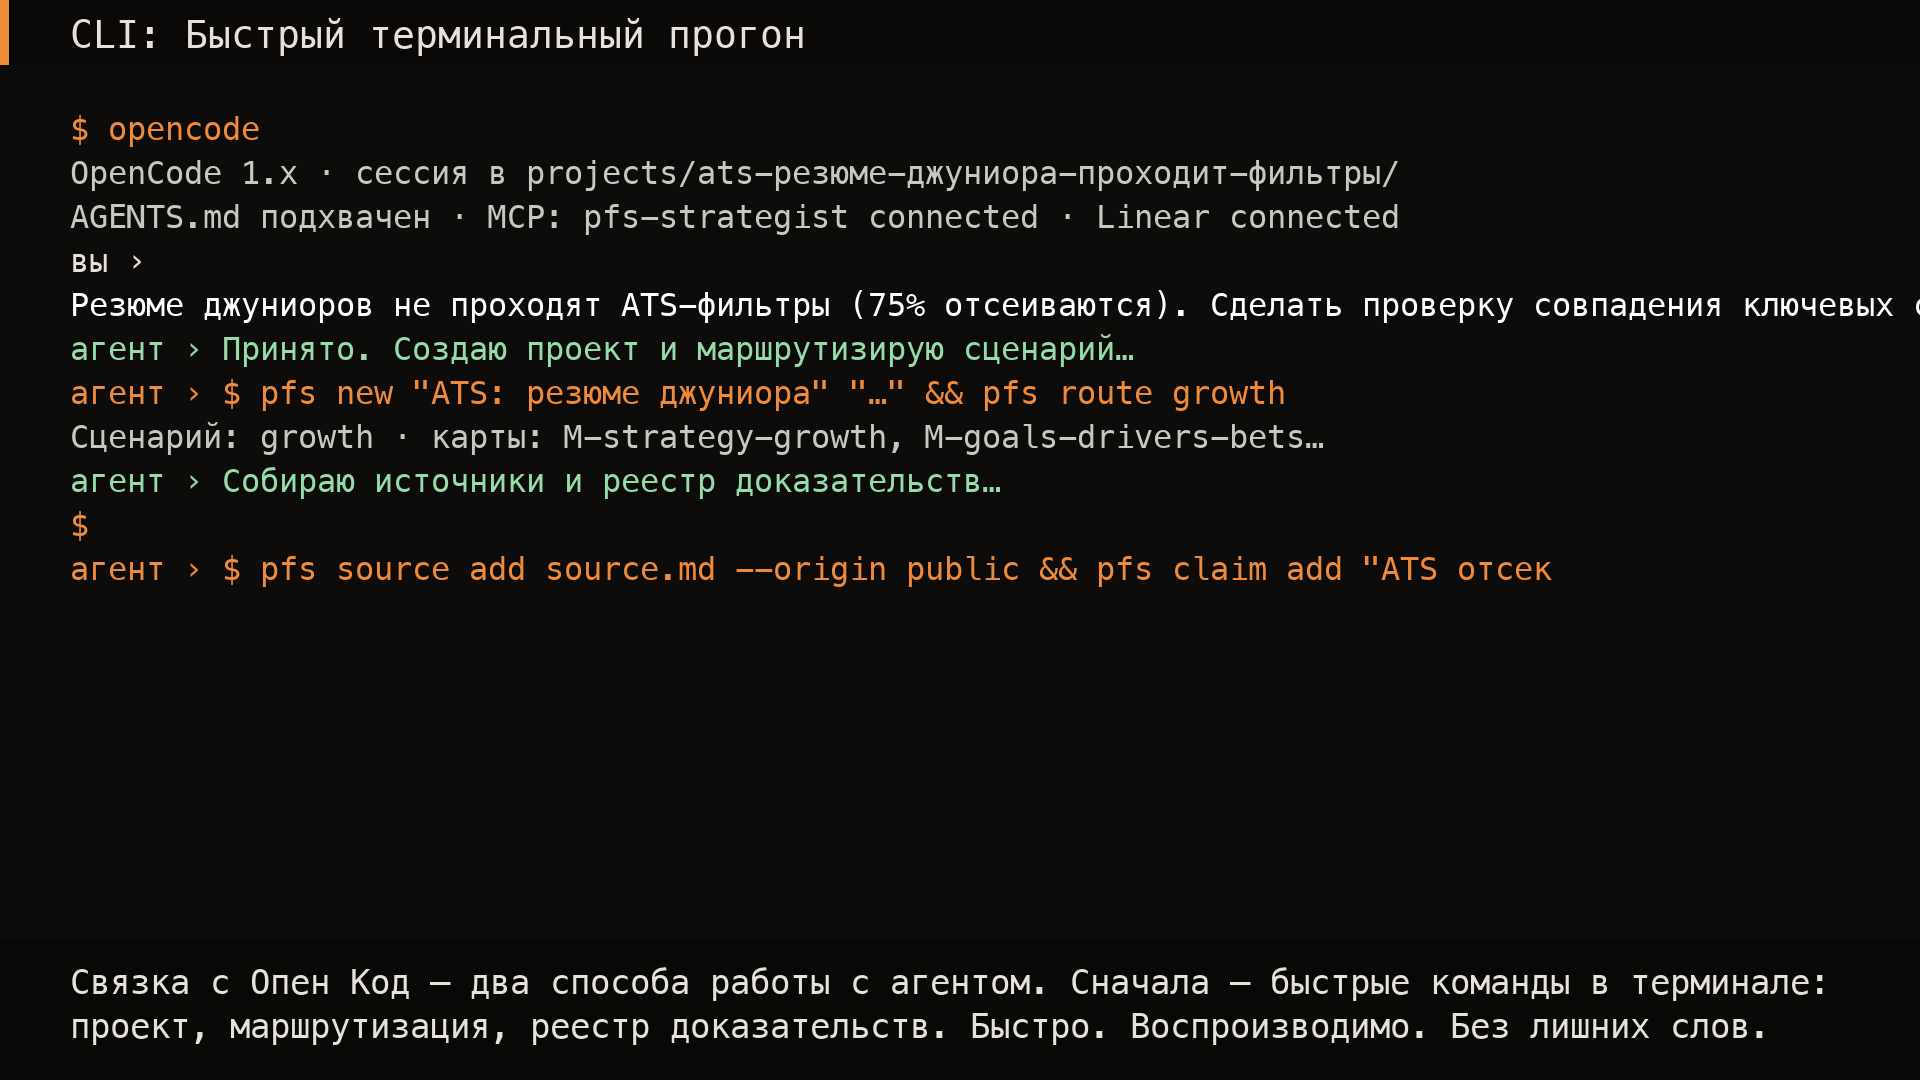 CLI: Быстрый терминальный прогон
$ opencode
OpenCode 1.x · сессия в projects/ats-резюме-джуниора-проходит-фильтры/
AGENTS.md подхвачен · MCP: pfs-strategist connected · Linear connected
вы ›
Резюме джуниоров не проходят ATS-фильтры (75% отсеиваются). Сделать проверку совпадения ключевых
агент › Принято. Создаю проект и маршрутизирую сценарий…
агент › $ pfs new "ATS: резюме джуниора" "…" && pfs route growth
Сценарий: growth · карты: M-strategy-growth, M-goals-drivers-bets…
агент › Собираю источники и реестр доказательств…
$
агент › $ pfs source add source.md --origin public && pfs claim add "ATS отсек
Связка с Опен Код — два способа работы с агентом. Сначала — быстрые команды в терминале:
проект, маршрутизация, реестр доказательств. Быстро. Воспроизводимо. Без лишних слов.